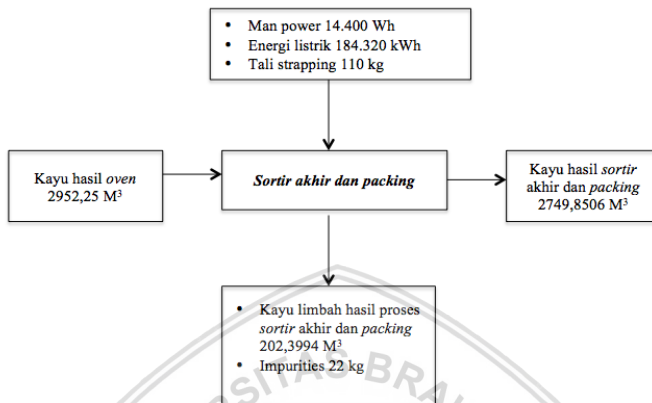 • Man power 14.400 Wh
• Energi listrik 184.320 kWh
• Tali strapping 110 kg
Kayu hasil oven
2952,25 M³
Sortir akhir dan packing
Kayu hasil sortir
akhir dan packing
2749,8506 M³
• Kayu limbah hasil proses
sortir akhir dan packing
202,3994 M³
• Impurities 22 kg
SITAS BRA